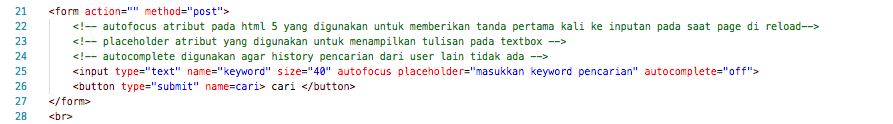 21 <form action="" method="post">
22 <!-- autofocus atribut pada html 5 yang digunakan untuk memberikan tanda pertama kali ke inputan pada saat page di reload-->
23 <!-- placeholder atribut yang digunakan untuk menampilkan tulisan pada textbox -->
24 <!-- autocomplete digunakan agar history pencarian dari user lain tidak ada -->
25 <input type="text" name="keyword" size="40" autofocus placeholder="masukkan keyword pencarian" autocomplete="off">
26 <button type="submit" name=cari> cari </button>
27 </form>
28 <br>